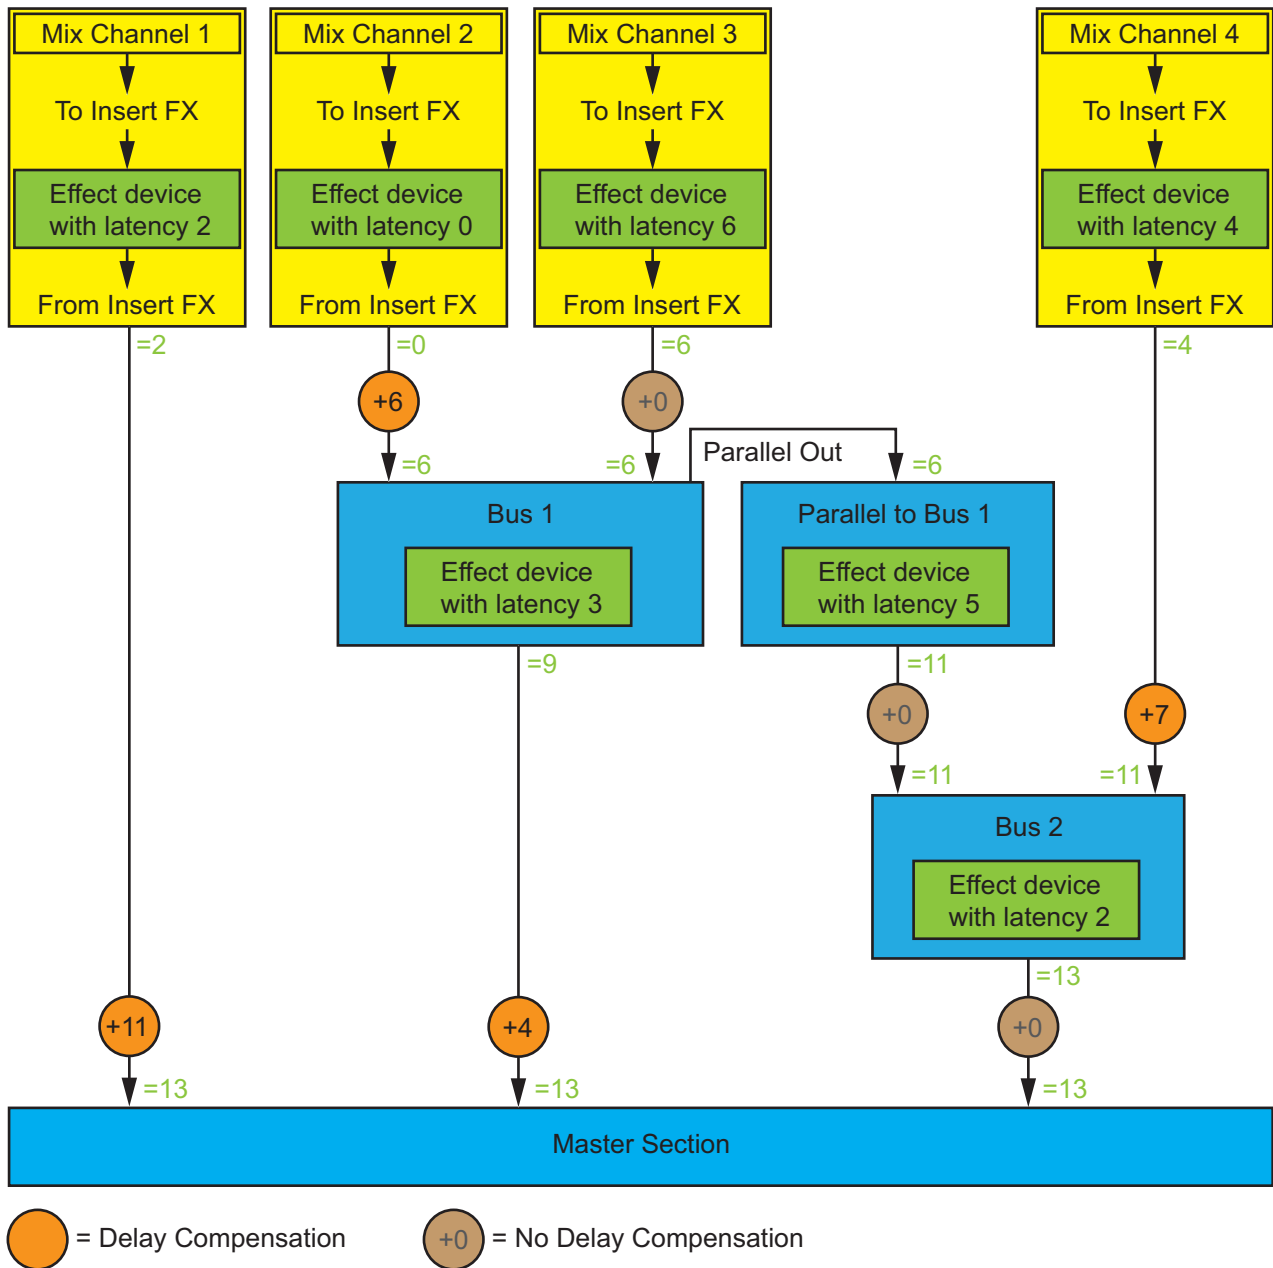 Mix Channel 1
To Insert FX
Effect device
with latency 2
From Insert FX
=2
Mix Channel 2
To Insert FX
Effect device
with latency 0
From Insert FX
=0
+6
=6
Mix Channel 3
To Insert FX
Effect device
with latency 6
From Insert FX
=6
+0
=6
Mix Channel 4
To Insert FX
Effect device
with latency 4
From Insert FX
=4
Parallel Out
=6
Bus 1
Effect device
with latency 3
=9
Parallel to Bus 1
Effect device
with latency 5
=11
+0
=11
+7
=11
Bus 2
Effect device
with latency 2
=13
+11
=13
+4
=13
+0
=13
Master Section
= Delay Compensation
+0
= No Delay Compensation